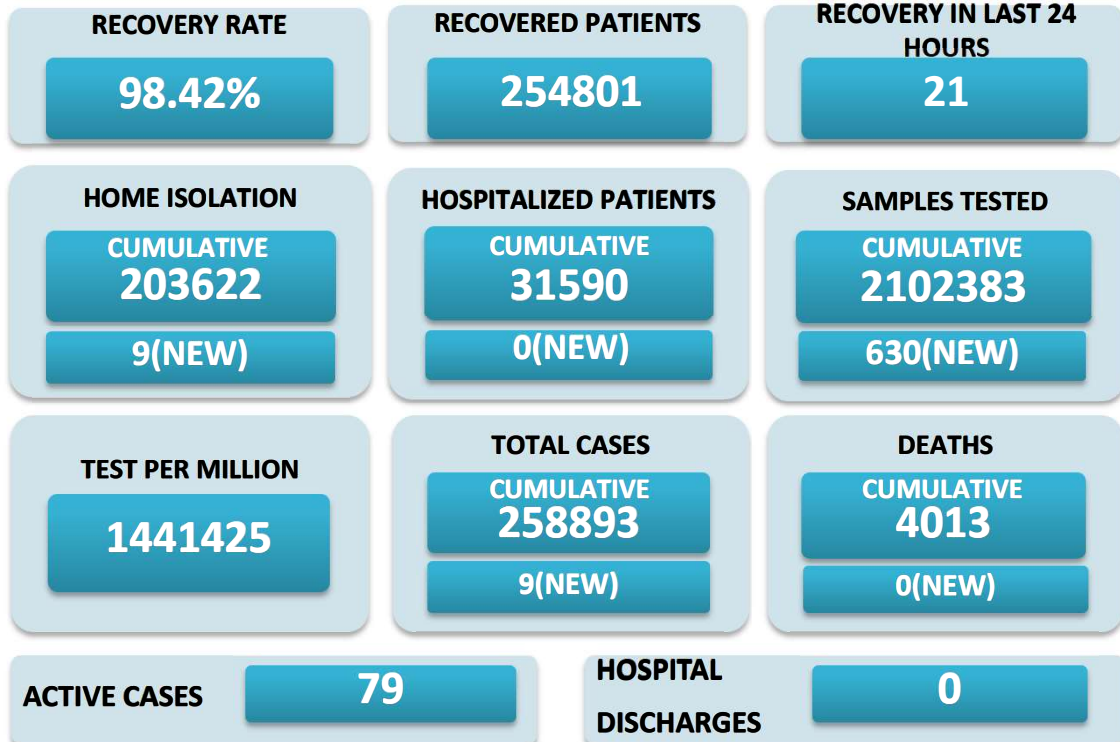 RECOVERY RATE
98.42%
RECOVERED PATIENTS
254801
RECOVERY IN LAST 24
HOURS
21
HOME ISOLATION
CUMULATIVE
203622
9(NEW)
HOSPITALIZED PATIENTS
CUMULATIVE
31590
0(NEW)
SAMPLES TESTED
CUMULATIVE
2102383
630(NEW)
TEST PER MILLION
1441425
TOTAL CASES
CUMULATIVE
258893
9(NEW)
DEATHS
CUMULATIVE
4013
0(NEW)
ACTIVE CASES
79
HOSPITAL
DISCHARGES
0